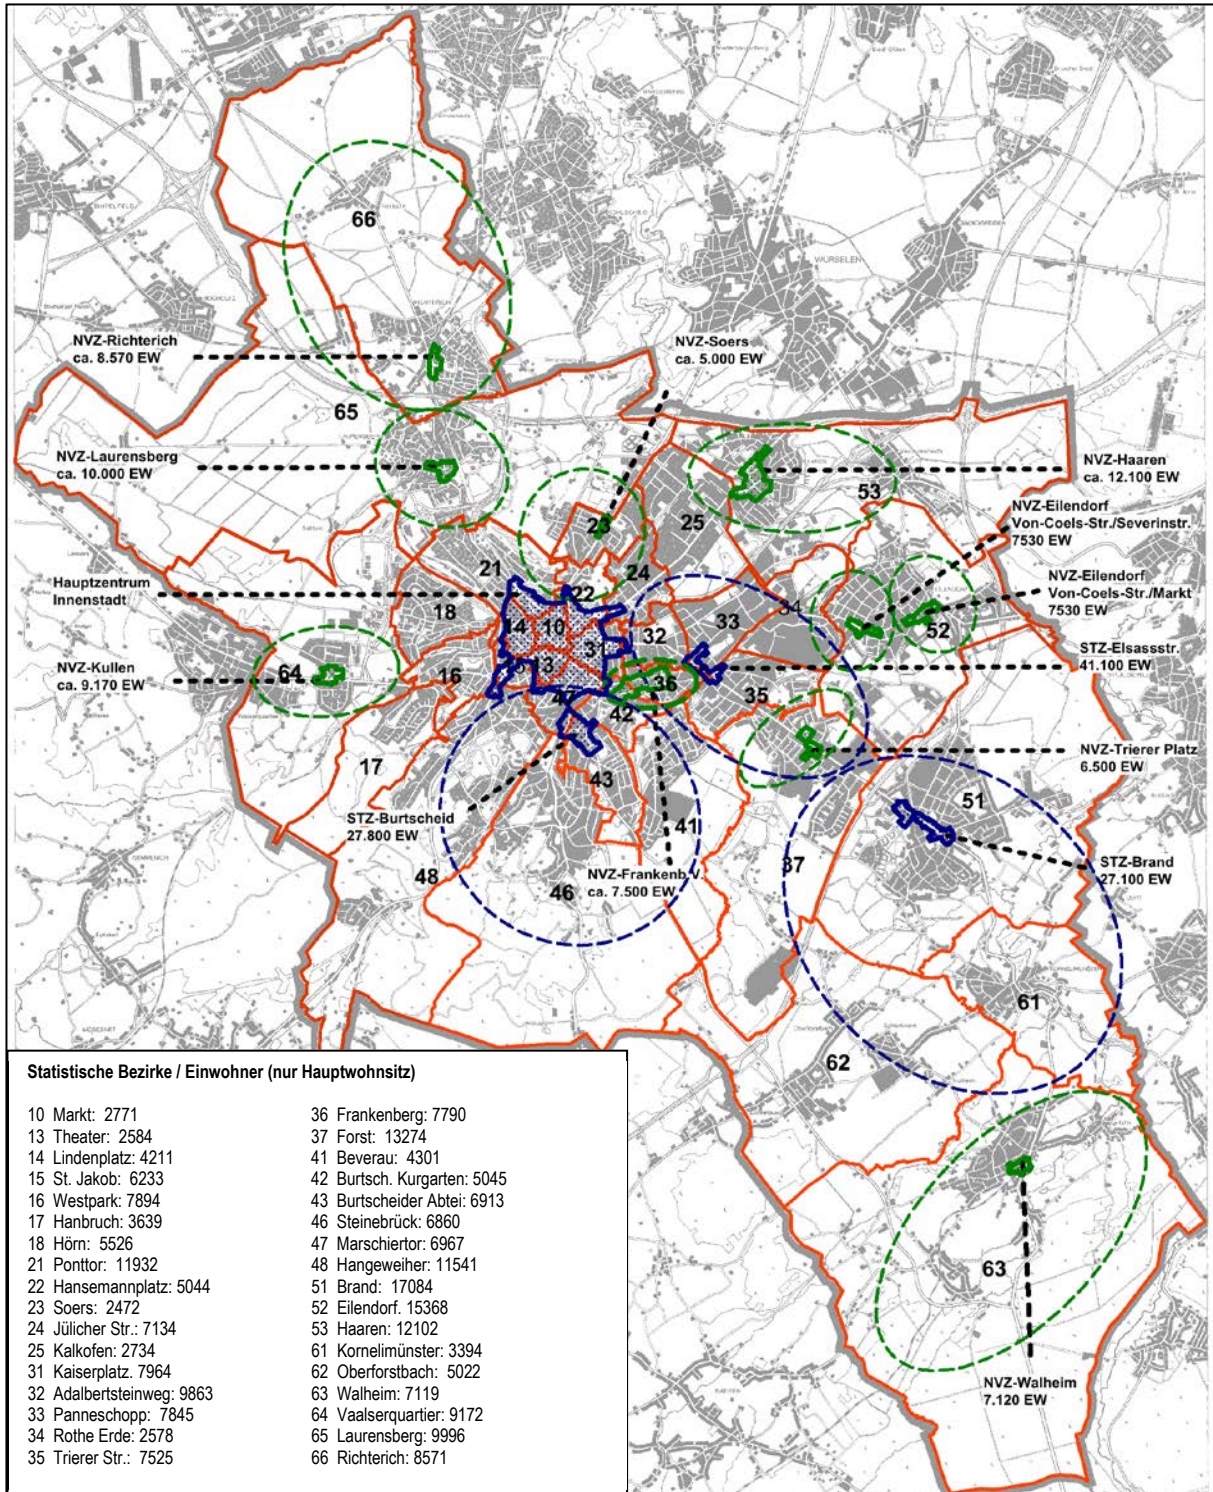 66
NVZ-Richterich
ca. 8.570 EW
NVZ-Soers
ca. 5.000 EW
WÜRSELEN
65
NVZ-Laurensberg
ca. 10.000 EW
NVZ-Haaren
ca. 12.100 EW
53
25
23
NVZ-Eilendorf
Von-Coels-Str./Severinstr.
7530 EW
21
24
Hauptzentrum
Innenstadt
22
NVZ-Eilendorf
Von-Coels-Str./Markt
7530 EW
18
14
10
31
32
33
34
52
STZ-Elsassstr.
41.100 EW
NVZ-Kullen
ca. 9.170 EW
64
16
15
13
36
35
47
42
NVZ-Trierer Platz
6.500 EW
17
43
51
STZ-Burtscheid
27.800 EW
41
48
46
NVZ-Frankenb.V.
ca. 7.500 EW
37
STZ-Brand
27.100 EW
61
62
63
NVZ-Walheim
7.120 EW
Statistische Bezirke / Einwohner (nur Hauptwohnsitz)
10 Markt: 2771
13 Theater: 2584
14 Lindenplatz: 4211
15 St. Jakob: 6233
16 Westpark: 7894
17 Hanbruch: 3639
18 Hörn: 5526
21 Ponttor: 11932
22 Hansemannplatz: 5044
23 Soers: 2472
24 Jülicher Str.: 7134
25 Kalkofen: 2734
31 Kaiserplatz. 7964
32 Adalbertsteinweg: 9863
33 Panneschopp: 7845
34 Rothe Erde: 2578
35 Trierer Str.: 7525
36 Frankenberg: 7790
37 Forst: 13274
41 Beverau: 4301
42 Burtsch. Kurgarten: 5045
43 Burtscheider Abtei: 6913
46 Steinebrück: 6860
47 Marschiertor: 6967
48 Hangeweiher: 11541
51 Brand: 17084
52 Eilendorf. 15368
53 Haaren: 12102
61 Kornelimünster: 3394
62 Oberforstbach: 5022
63 Walheim: 7119
64 Vaalserquartier: 9172
65 Laurensberg: 9996
66 Richterich: 8571